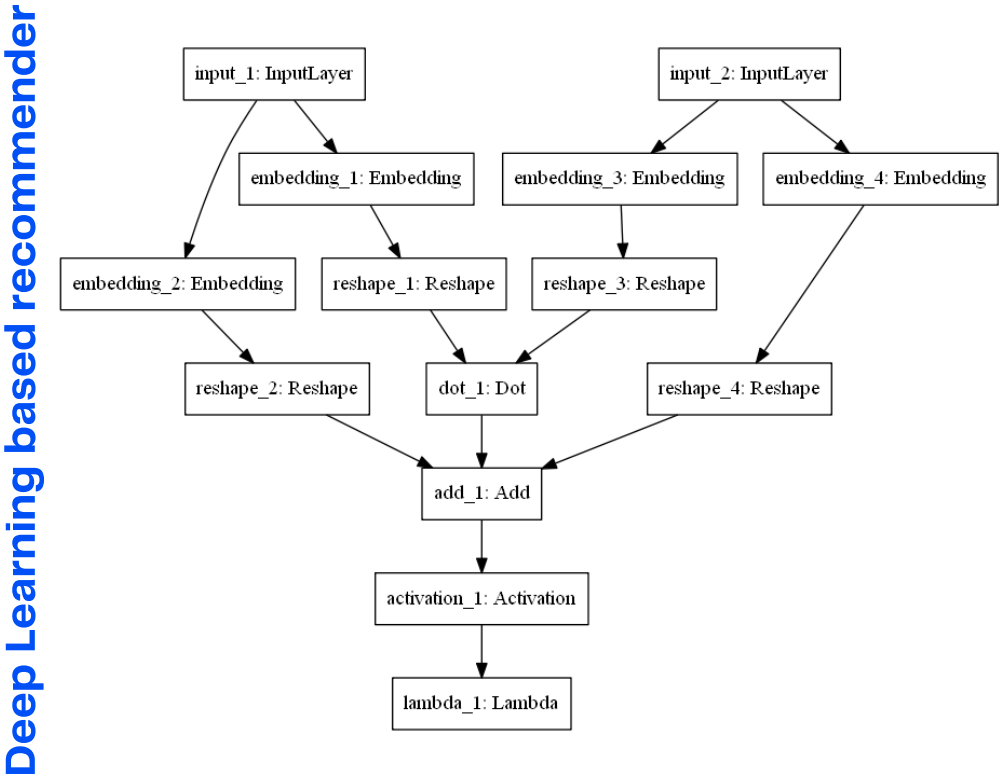 Deep Learning based recommender
input_1: InputLayer
input_2: InputLayer
embedding_1: Embedding
embedding_3: Embedding
embedding_4: Embedding
embedding_2: Embedding
reshape_1: Reshape
reshape_3: Reshape
reshape_2: Reshape
dot_1: Dot
reshape_4: Reshape
add_1: Add
activation_1: Activation
lambda_1: Lambda